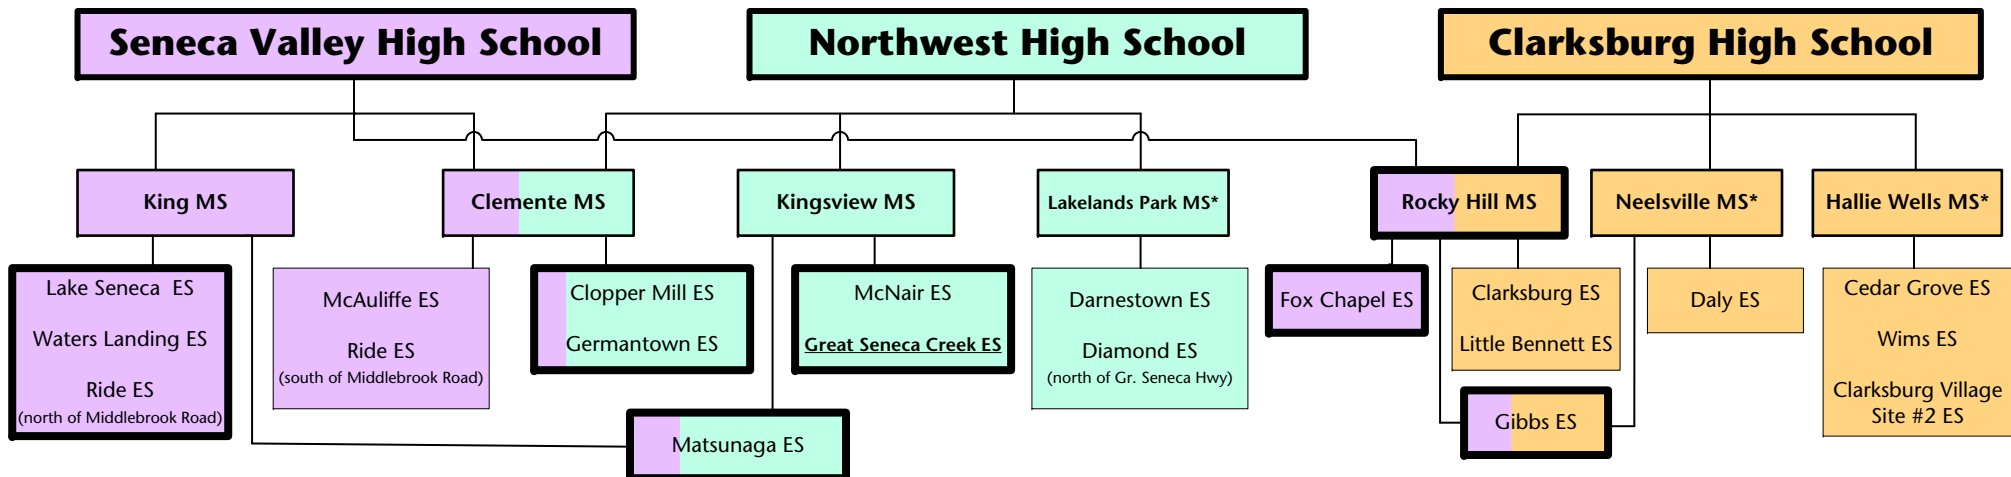 Seneca Valley High School
Northwest High School
Clarksburg High School
King MS
Clemente MS
Kingsview MS
Lakelands Park MS*
Rocky Hill MS
Neelsville MS*
Hallie Wells MS*
Lake Seneca ES
Waters Landing ES
Ride ES
(north of Middlebrook Road)
McAuliffe ES
Ride ES
(south of Middlebrook Road)
Clopper Mill ES
Germantown ES
McNair ES
Great Seneca Creek ES
Darnestown ES
Diamond ES
(north of Gr. Seneca Hwy)
Fox Chapel ES
Clarksburg ES
Little Bennett ES
Daly ES
Cedar Grove ES
Wims ES
Clarksburg Village
Site #2 ES
Matsunaga ES
Gibbs ES